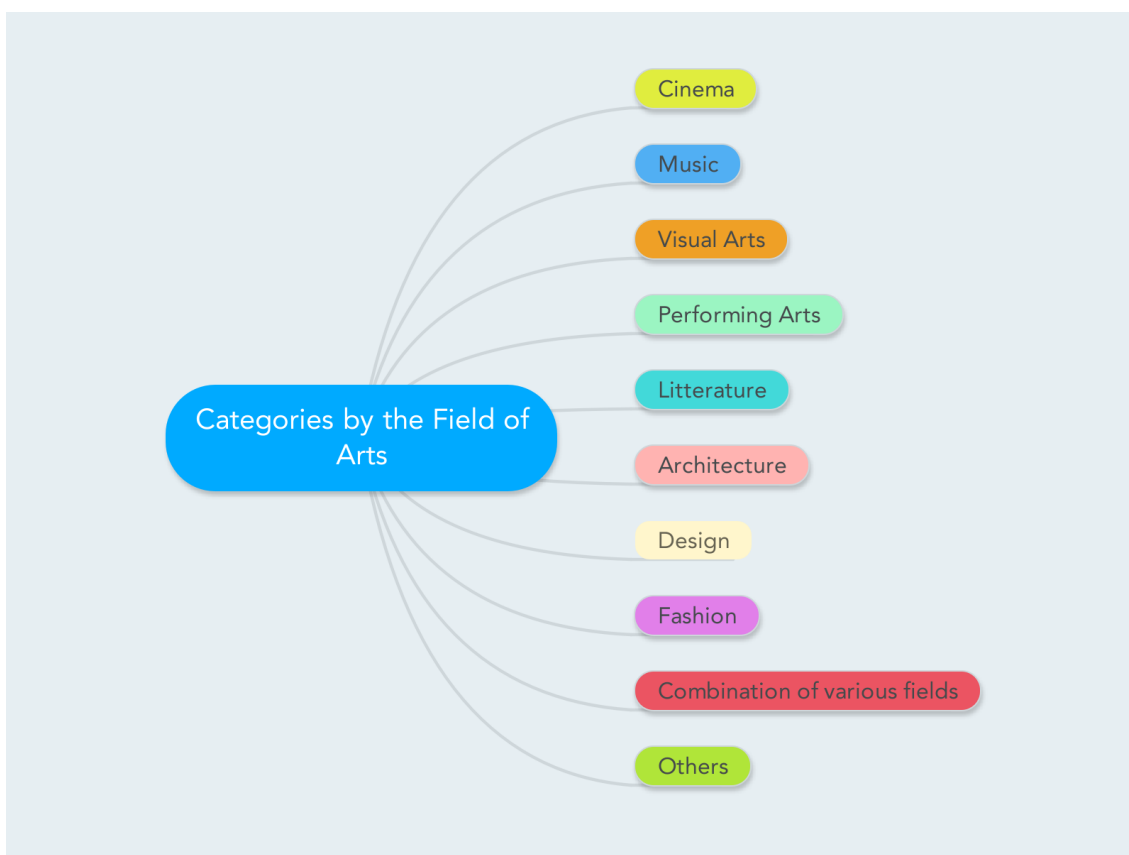 Cinema
Music
Visual Arts
Performing Arts
Litterature
Categories by the Field of
Arts
Architecture
Design
Fashion
Combination of various fields
Others